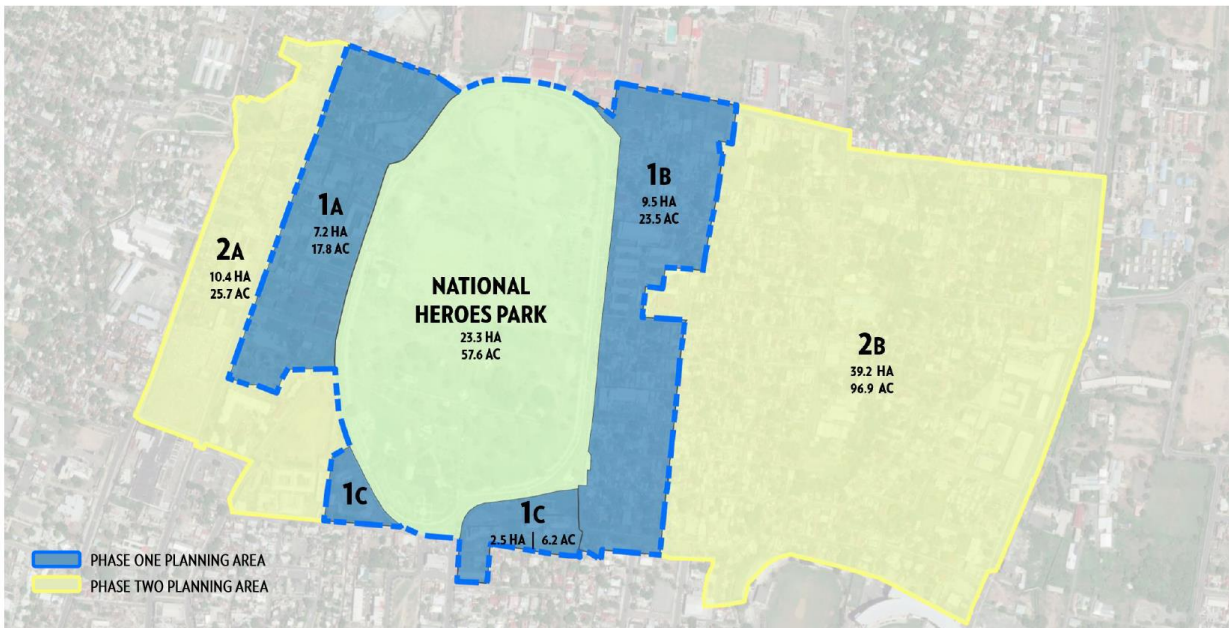 1A
7.2 HA
17.8 AC
1B
9.5 HA
23.5 AC
2A
10.4 HA
25.7 AC
NATIONAL
HEROES PARK
23.3 HA
57.6 AC
2B
39.2 HA
96.9 AC
1C
1C
2.5 HA | 6.2 AC
PHASE ONE PLANNING AREA
PHASE TWO PLANNING AREA